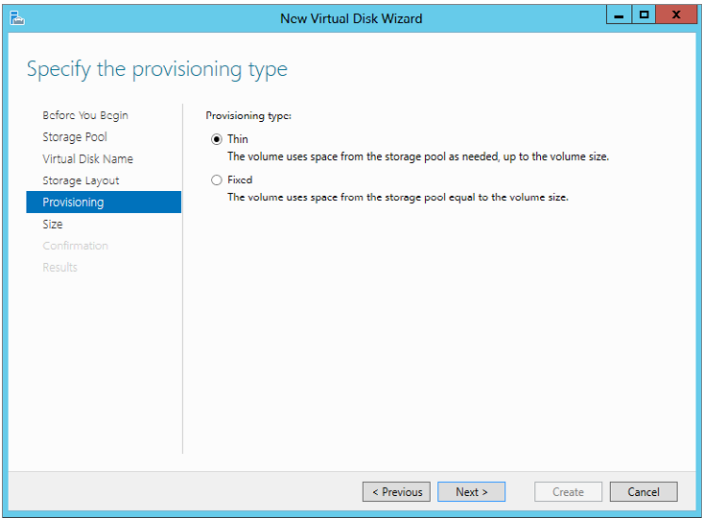 New Virtual Disk Wizard
Specify the provisioning type
Before You Begin
Storage Pool
Virtual Disk Name
Storage Layout
Provisioning
Size
Confirmation
Results
Provisioning type:
Thin
The volume uses space from the storage pool as needed, up to the volume size.
Fixed
The volume uses space from the storage pool equal to the volume size.
< Previous
Next >
Create
Cancel